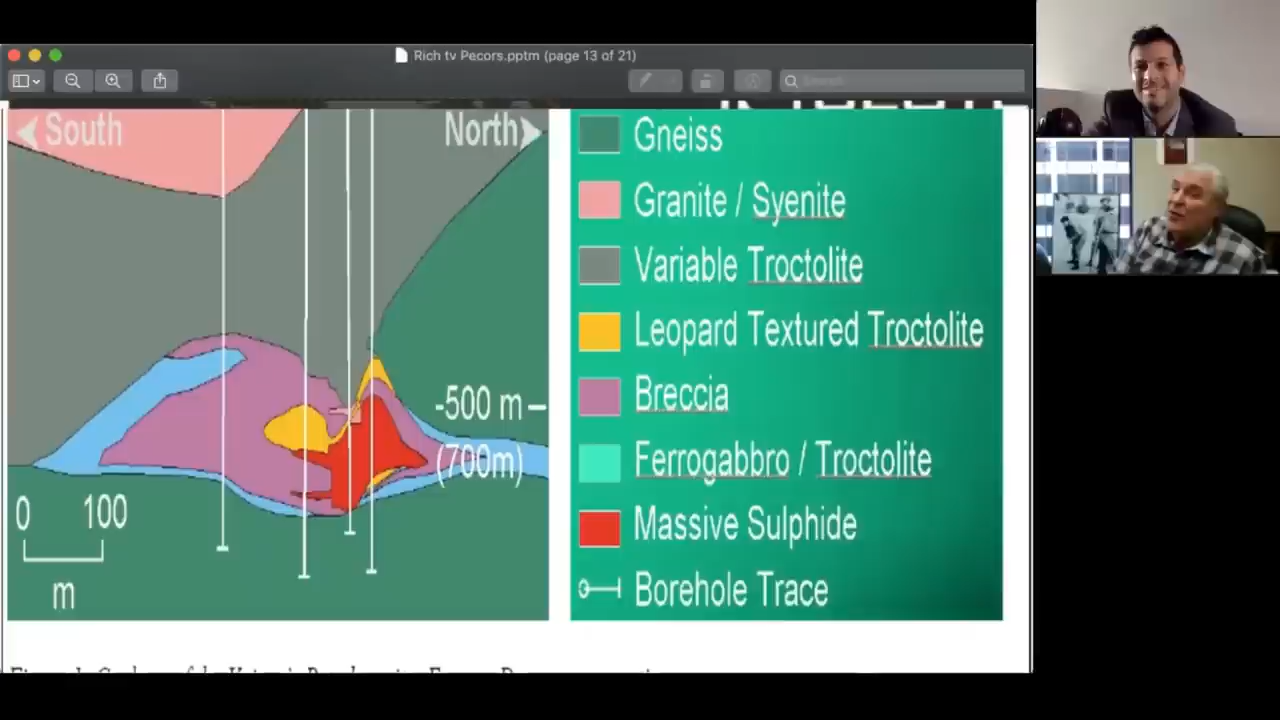 Rich tv Pecors.pptm (page 13 of 21)
Search
South
North
-500 m
(700m)
0 100
m
Gneiss
Granite / Syenite
Variable Troctolite
Leopard Textured Troctolite
Breccia
Ferrogabbro / Troctolite
Massive Sulphide
Borehole Trace